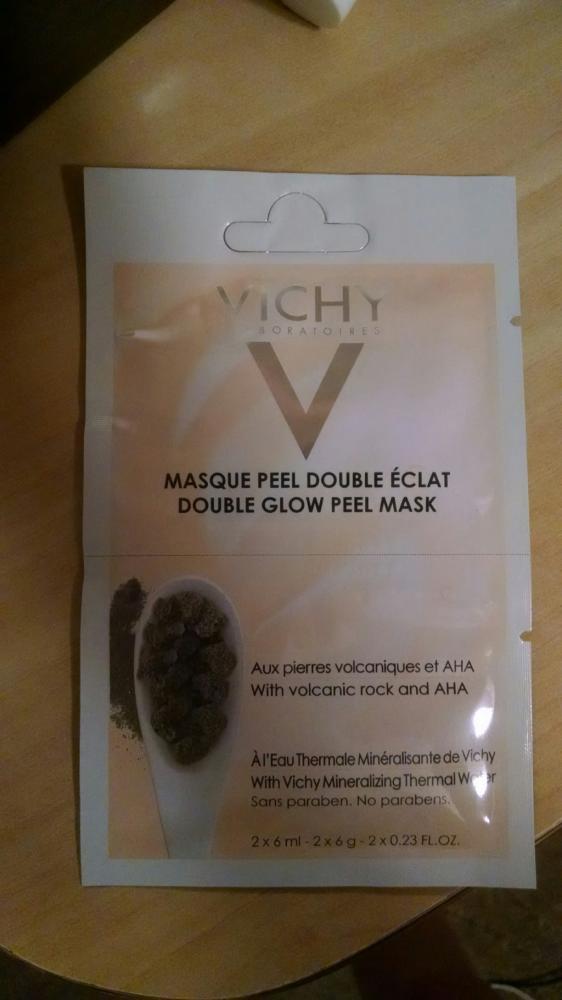 VICHY
LABORATOIRES
V
MASQUE PEEL DOUBLE ÉCLAT
DOUBLE GLOW PEEL MASK
Aux pierres volcaniques et AHA
With volcanic rock and AHA
À l'Eau Thermale Minéralisante de Vichy
With Vichy Mineralizing Thermal Water
Sans paraben. No parabens.
2 x 6 ml - 2 x 6 g - 2 x 0.23 FL.OZ.